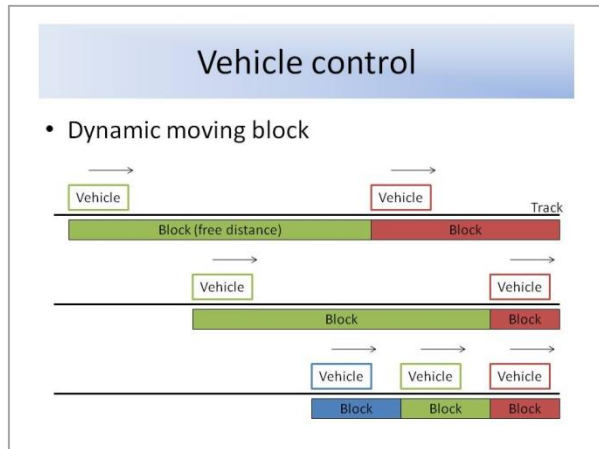 Vehicle control
• Dynamic moving block
Vehicle Vehicle
Track
Block (free distance) Block
Vehicle Vehicle
Block Block
Vehicle Vehicle Vehicle
Block Block Block